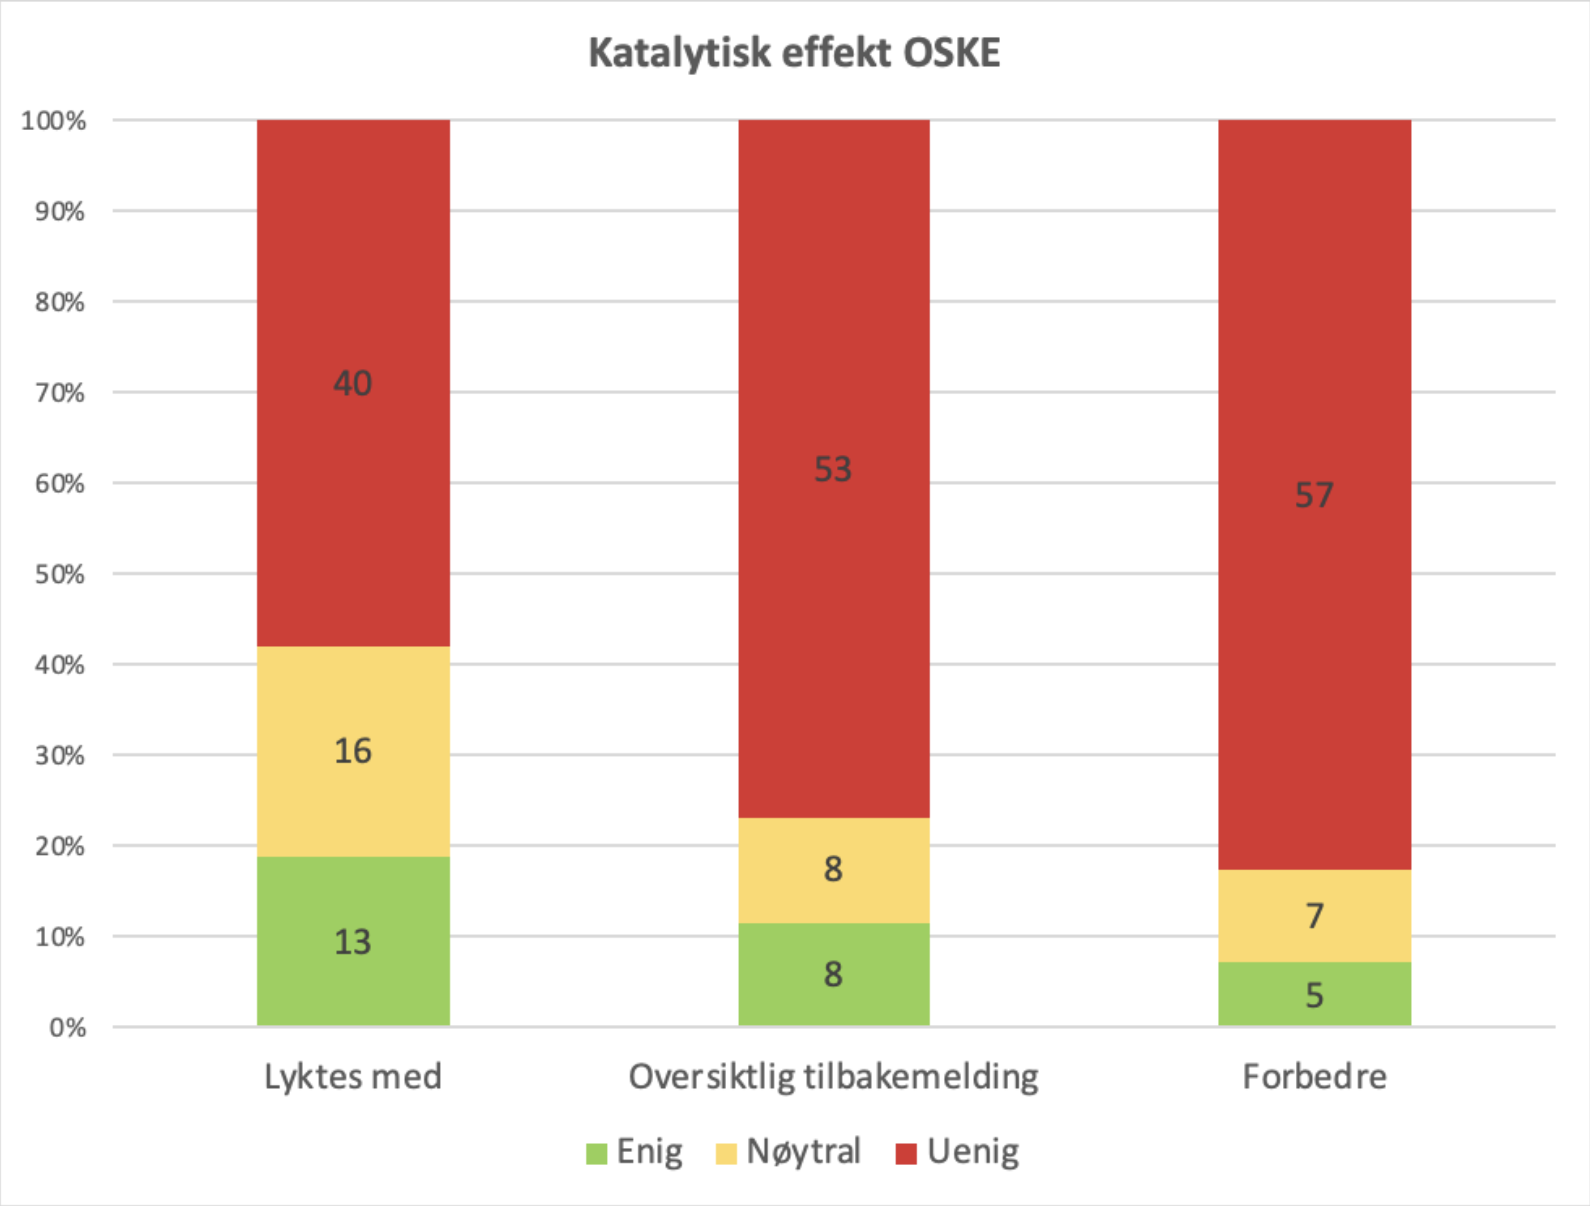 Katalytisk effekt OSKE
100%
90%
80%
70%
60%
50%
40%
30%
20%
10%
0%
40
16
13
53
8
8
57
7
5
Lyktes med
Oversiktlig tilbakemelding
Forbedre
Enig
Nøytral
Uenig